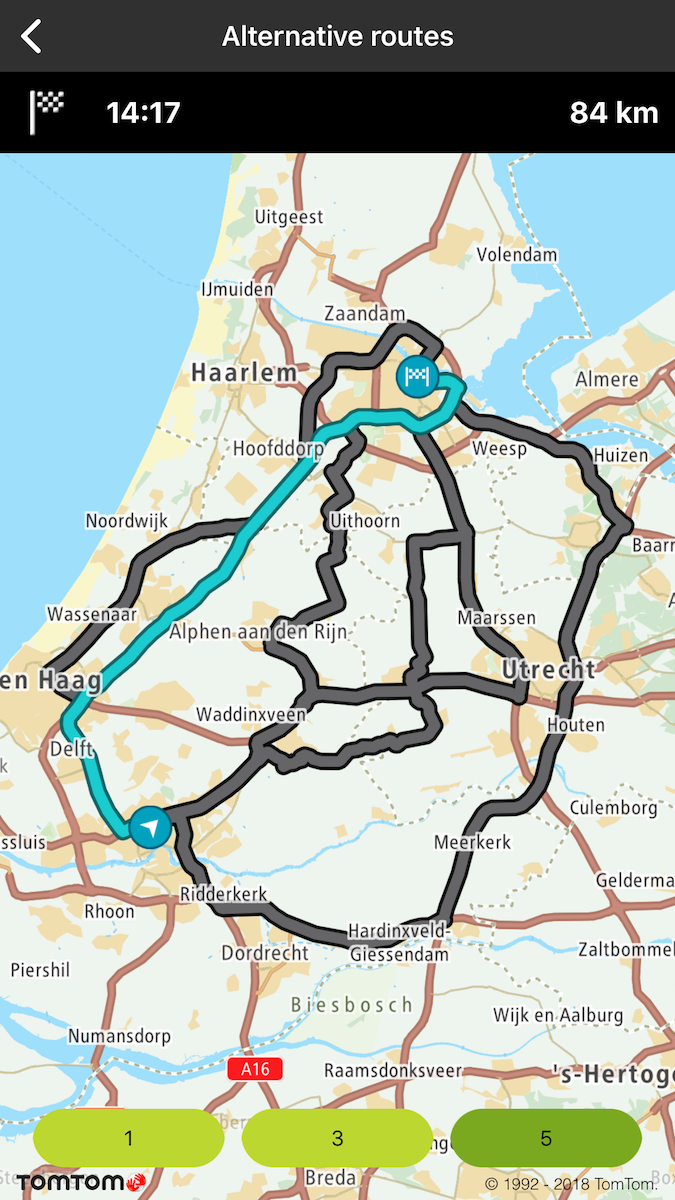 Alternative routes
14:17
84 km
Uitgeest
Volendam
IJmuiden
Zaandam
Haarlem
Almere
Hoofddorp
Weesp
Huizen
Noordwijk
Uithoorn
Baarn
Wassenaar
Maarssen
Alphen aan den Rijn
Utrecht
en Haag
Waddinxveen
Houten
Delft
k
Culemborg
ssluis
Meerkerk
Gelderma
Ridderkerk
Rhoon
Hardinxveld-
Giessendam
Dordrecht
Zaltbommel
Piershil
Biesbosch
Wijk en Aalburg
Numansdorp
A16
Raamsdonksveer
's-Hertoge
1
3
5
TOMTOM
Breda
© 1992 - 2018 TomTom.